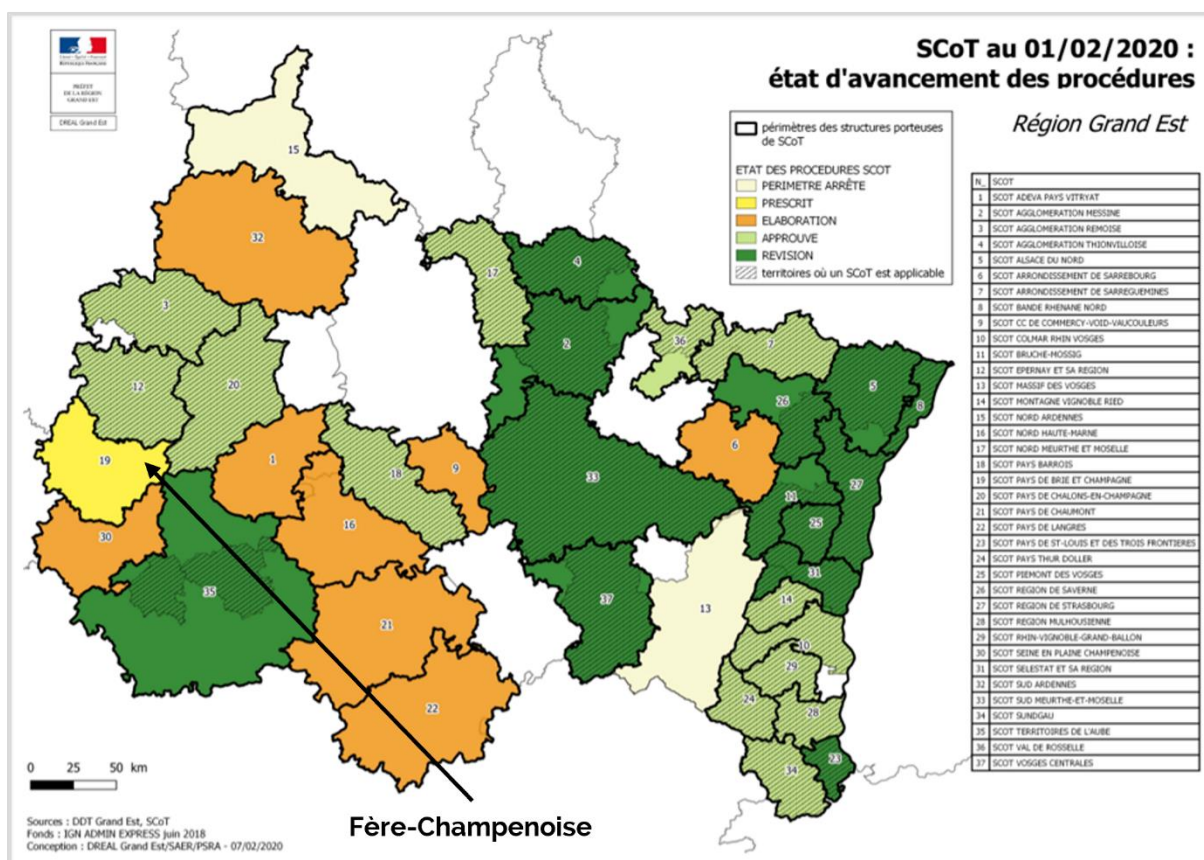 SCoT au 01/02/2020 :
état d'avancement des procédures
Région Grand Est
RÉPUBLIQUE FRANÇAISE
PRÉFET
DE LA RÉGION
GRAND EST
DREAL Grand Est
périmètres des structures porteuses
de SCoT
ETAT DES PROCEDURES SCOT
PERIMETRE ARRÊTE
PRESCRIT
ELABORATION
APPROUVE
REVISION
territoires où un SCoT est applicable
N_ SCOT
1 SCOT ADEVA PAYS VITRYAT
2 SCOT AGGLOMERATION MESSINE
3 SCOT AGGLOMERATION REMOISE
4 SCOT AGGLOMERATION THIONVILLOISE
5 SCOT ALSACE DU NORD
6 SCOT ARRONDISSEMENT DE SARREBOURG
7 SCOT ARRONDISSEMENT DE SARREGUEMINES
8 SCOT BANDE RHENANE NORD
9 SCOT CC DE COMMERCY-VOID-VAUCOULEURS
10 SCOT COLMAR RHIN VOSGES
11 SCOT BRUCHE-MOSSIG
12 SCOT EPERNAY ET SA REGION
13 SCOT MASSIF DES VOSGES
14 SCOT MONTAGNE VIGNOBLE RIED
15 SCOT NORD ARDENNES
16 SCOT NORD HAUTE-MARNE
17 SCOT NORD MEURTHE ET MOSELLE
18 SCOT PAYS BARROIS
19 SCOT PAYS DE BRIE ET CHAMPAGNE
20 SCOT PAYS DE CHALONS-EN-CHAMPAGNE
21 SCOT PAYS DE CHAUMONT
22 SCOT PAYS DE LANGRES
23 SCOT PAYS DE ST-LOUIS ET DES TROIS FRONTIERES
24 SCOT PAYS THUR DOLLER
25 SCOT PIEMONT DES VOSGES
26 SCOT REGION DE SAVERNE
27 SCOT REGION DE STRASBOURG
28 SCOT REGION MULHOUSIENNE
29 SCOT RHIN-VIGNOBLE-GRAND-BALLON
30 SCOT SEINE EN PLAINE CHAMPENOISE
31 SCOT SELESTAT ET SA REGION
32 SCOT SUD ARDENNES
33 SCOT SUD MEURTHE-ET-MOSELLE
34 SCOT SUNDGAU
35 SCOT TERRITOIRES DE L'AUBE
36 SCOT VAL DE ROSSELLE
37 SCOT VOSGES CENTRALES
15
32
17
4
3
2
36
7
12
20
5
26
8
19
1
18
9
6
33
27
30
16
11
25
35
37
31
13
14
21
10
29
24
22
28
34
23
0 25 50 km
Sources : DDT Grand Est, SCoT
Fonds : IGN ADMIN EXPRESS juin 2018
Conception : DREAL Grand Est/SAER/PSRA - 07/02/2020
Fère-Champenoise